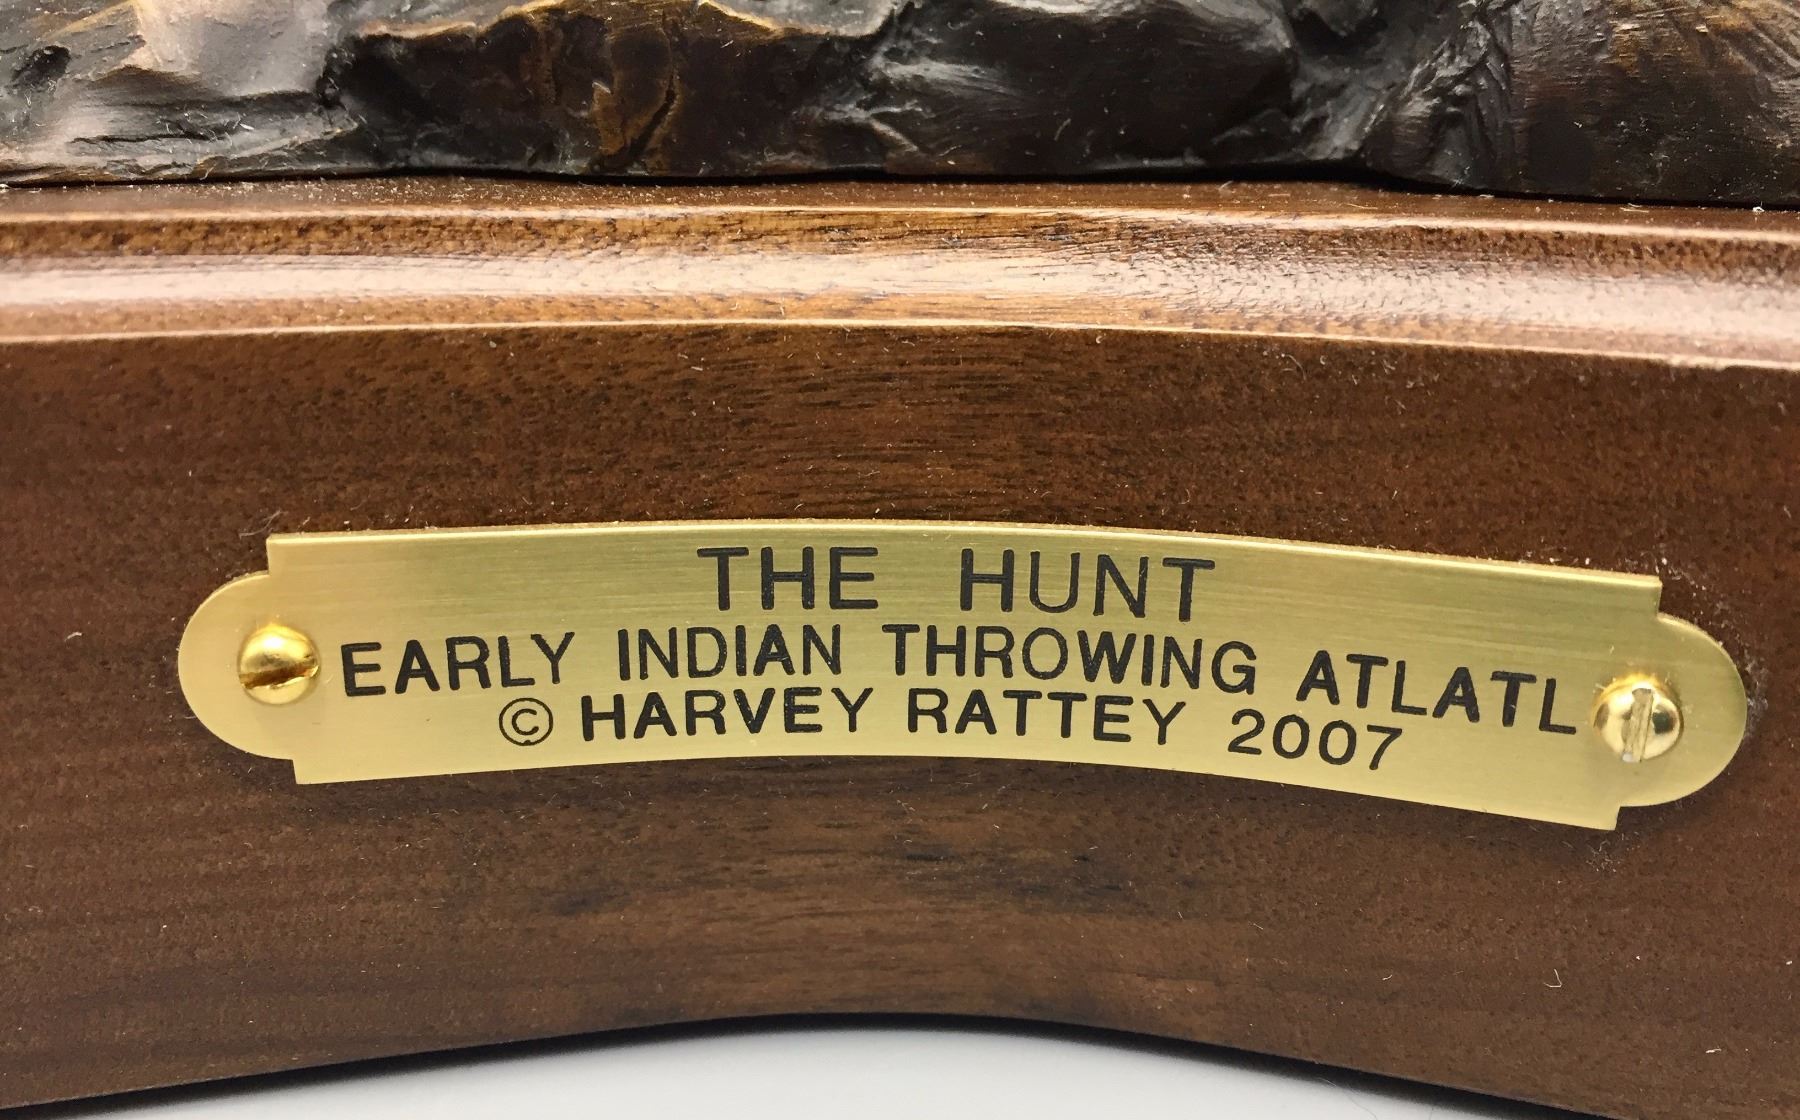 THE HUNT
EARLY INDIAN THROWING ATLATL
© HARVEY RATTEY 2007